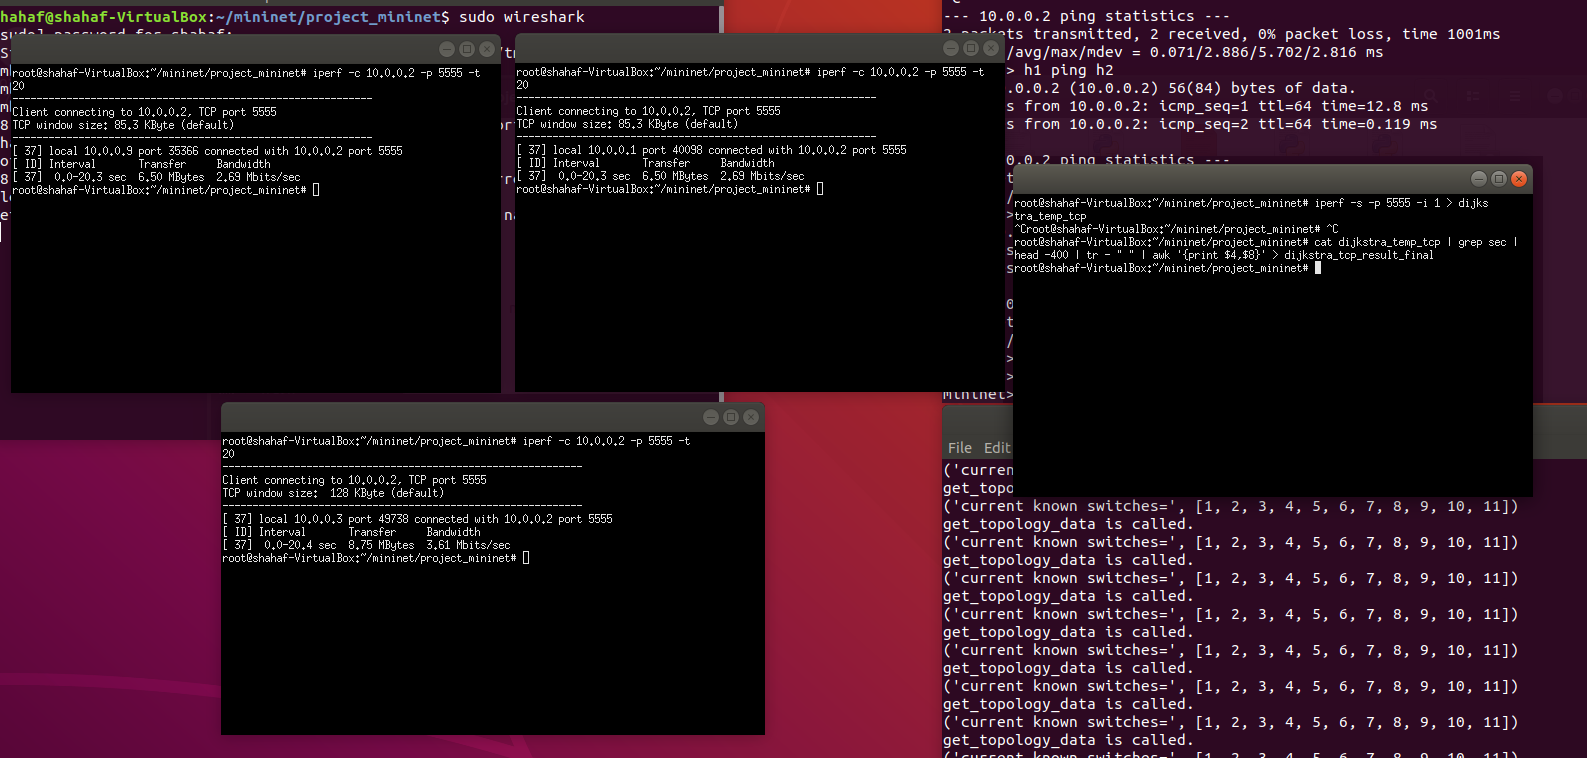 hahaf@shahaf-VirtualBox:~/mininet/project_mininet$ sudo wireshark
root@shahaf-VirtualBox:"/mininet/project_mininet# iperf -c 10.0.0.2 -p 5555 -t
20
------------------------------------------------------------
Client connecting to 10.0.0.2, TCP port 5555
TCP window size: 85.3 KByte (default)
------------------------------------------------------------
[ 37] local 10.0.0.9 port 35366 connected with 10.0.0.2 port 5555
[ ID] Interval       Transfer     Bandwidth
[ 37]  0.0-20.3 sec  6.50 MBytes  2.69 Mbits/sec
root@shahaf-VirtualBox:~/mininet/project_mininet#
root@shahaf-VirtualBox:~/mininet/project_mininet# iperf -c 10.0.0.2 -p 5555 -t
20
------------------------------------------------------------
Client connecting to 10.0.0.2, TCP port 5555
TCP window size: 85.3 KByte (default)
------------------------------------------------------------
[ 37] local 10.0.0.1 port 40098 connected with 10.0.0.2 port 5555
[ ID] Interval       Transfer     Bandwidth
[ 37]  0.0-20.3 sec  6.50 MBytes  2.69 Mbits/sec
root@shahaf-VirtualBox:~/mininet/project_mininet#
root@shahaf-VirtualBox:~/mininet/project_mininet# iperf -c 10.0.0.2 -p 5555 -t
20
------------------------------------------------------------
Client connecting to 10.0.0.2, TCP port 5555
TCP window size:  128 KByte (default)
------------------------------------------------------------
[ 37] local 10.0.0.3 port 49738 connected with 10.0.0.2 port 5555
[ ID] Interval       Transfer     Bandwidth
[ 37]  0.0-20.4 sec  8.75 MBytes  3.61 Mbits/sec
root@shahaf-VirtualBox:~/mininet/project_mininet#
--- 10.0.0.2 ping statistics ---
2 packets transmitted, 2 received, 0% packet loss, time 1001ms
/avg/max/mdev = 0.071/2.886/5.702/2.816 ms
> h1 ping h2
.0.0.2 (10.0.0.2) 56(84) bytes of data.
s from 10.0.0.2: icmp_seq=1 ttl=64 time=12.8 ms
s from 10.0.0.2: icmp_seq=2 ttl=64 time=0.119 ms
0.0.2 ping statistics ---
mininet>
root@shahaf-VirtualBox:~/mininet/project_mininet# iperf -s -p 5555 -i 1 > dijks
tra_temp_tcp
^Croot@shahaf-VirtualBox:~/mininet/project_mininet# ^C
root@shahaf-VirtualBox:~/mininet/project_mininet# cat dijkstra_temp_tcp | grep sec |
head -400 | tr - " " | awk '{print $4,$8}' > dijkstra_tcp_result_final
root@shahaf-VirtualBox:~/mininet/project_mininet#
File Edit
('curren
get_topo
('current known switches=', [1, 2, 3, 4, 5, 6, 7, 8, 9, 10, 11])
get_topology_data is called.
('current known switches=', [1, 2, 3, 4, 5, 6, 7, 8, 9, 10, 11])
get_topology_data is called.
('current known switches=', [1, 2, 3, 4, 5, 6, 7, 8, 9, 10, 11])
get_topology_data is called.
('current known switches=', [1, 2, 3, 4, 5, 6, 7, 8, 9, 10, 11])
get_topology_data is called.
('current known switches=', [1, 2, 3, 4, 5, 6, 7, 8, 9, 10, 11])
get_topology_data is called.
('current known switches=', [1, 2, 3, 4, 5, 6, 7, 8, 9, 10, 11])
get_topology_data is called.
('current known switches=', [1, 2, 3, 4, 5, 6, 7, 8, 9, 10, 11])
get_topology_data is called.